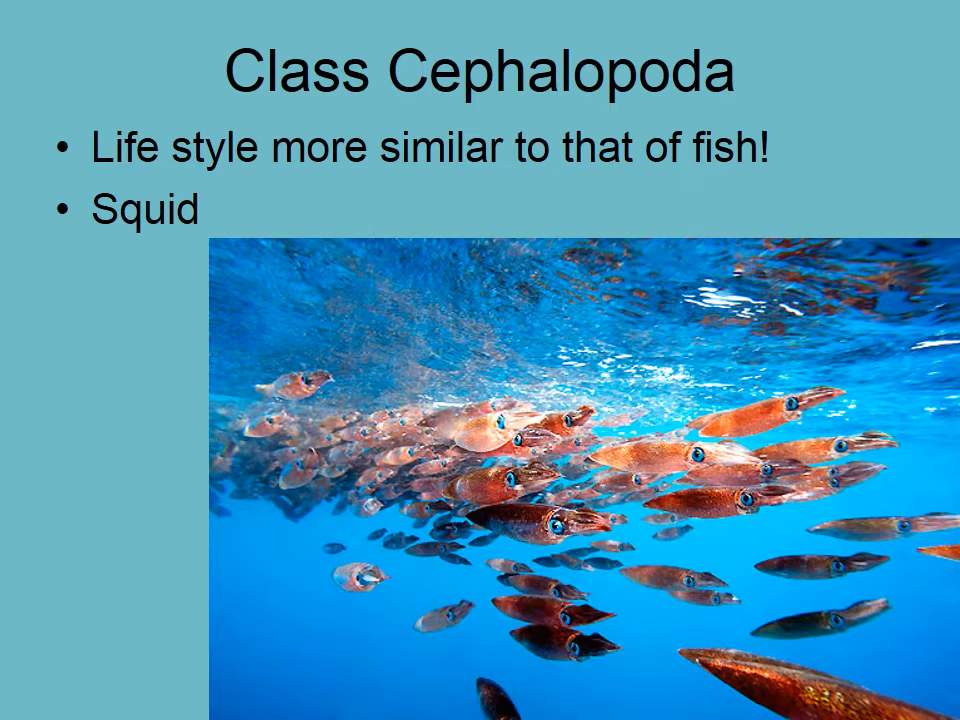 Class Cephalopoda
• Life style more similar to that of fish!
• Squid